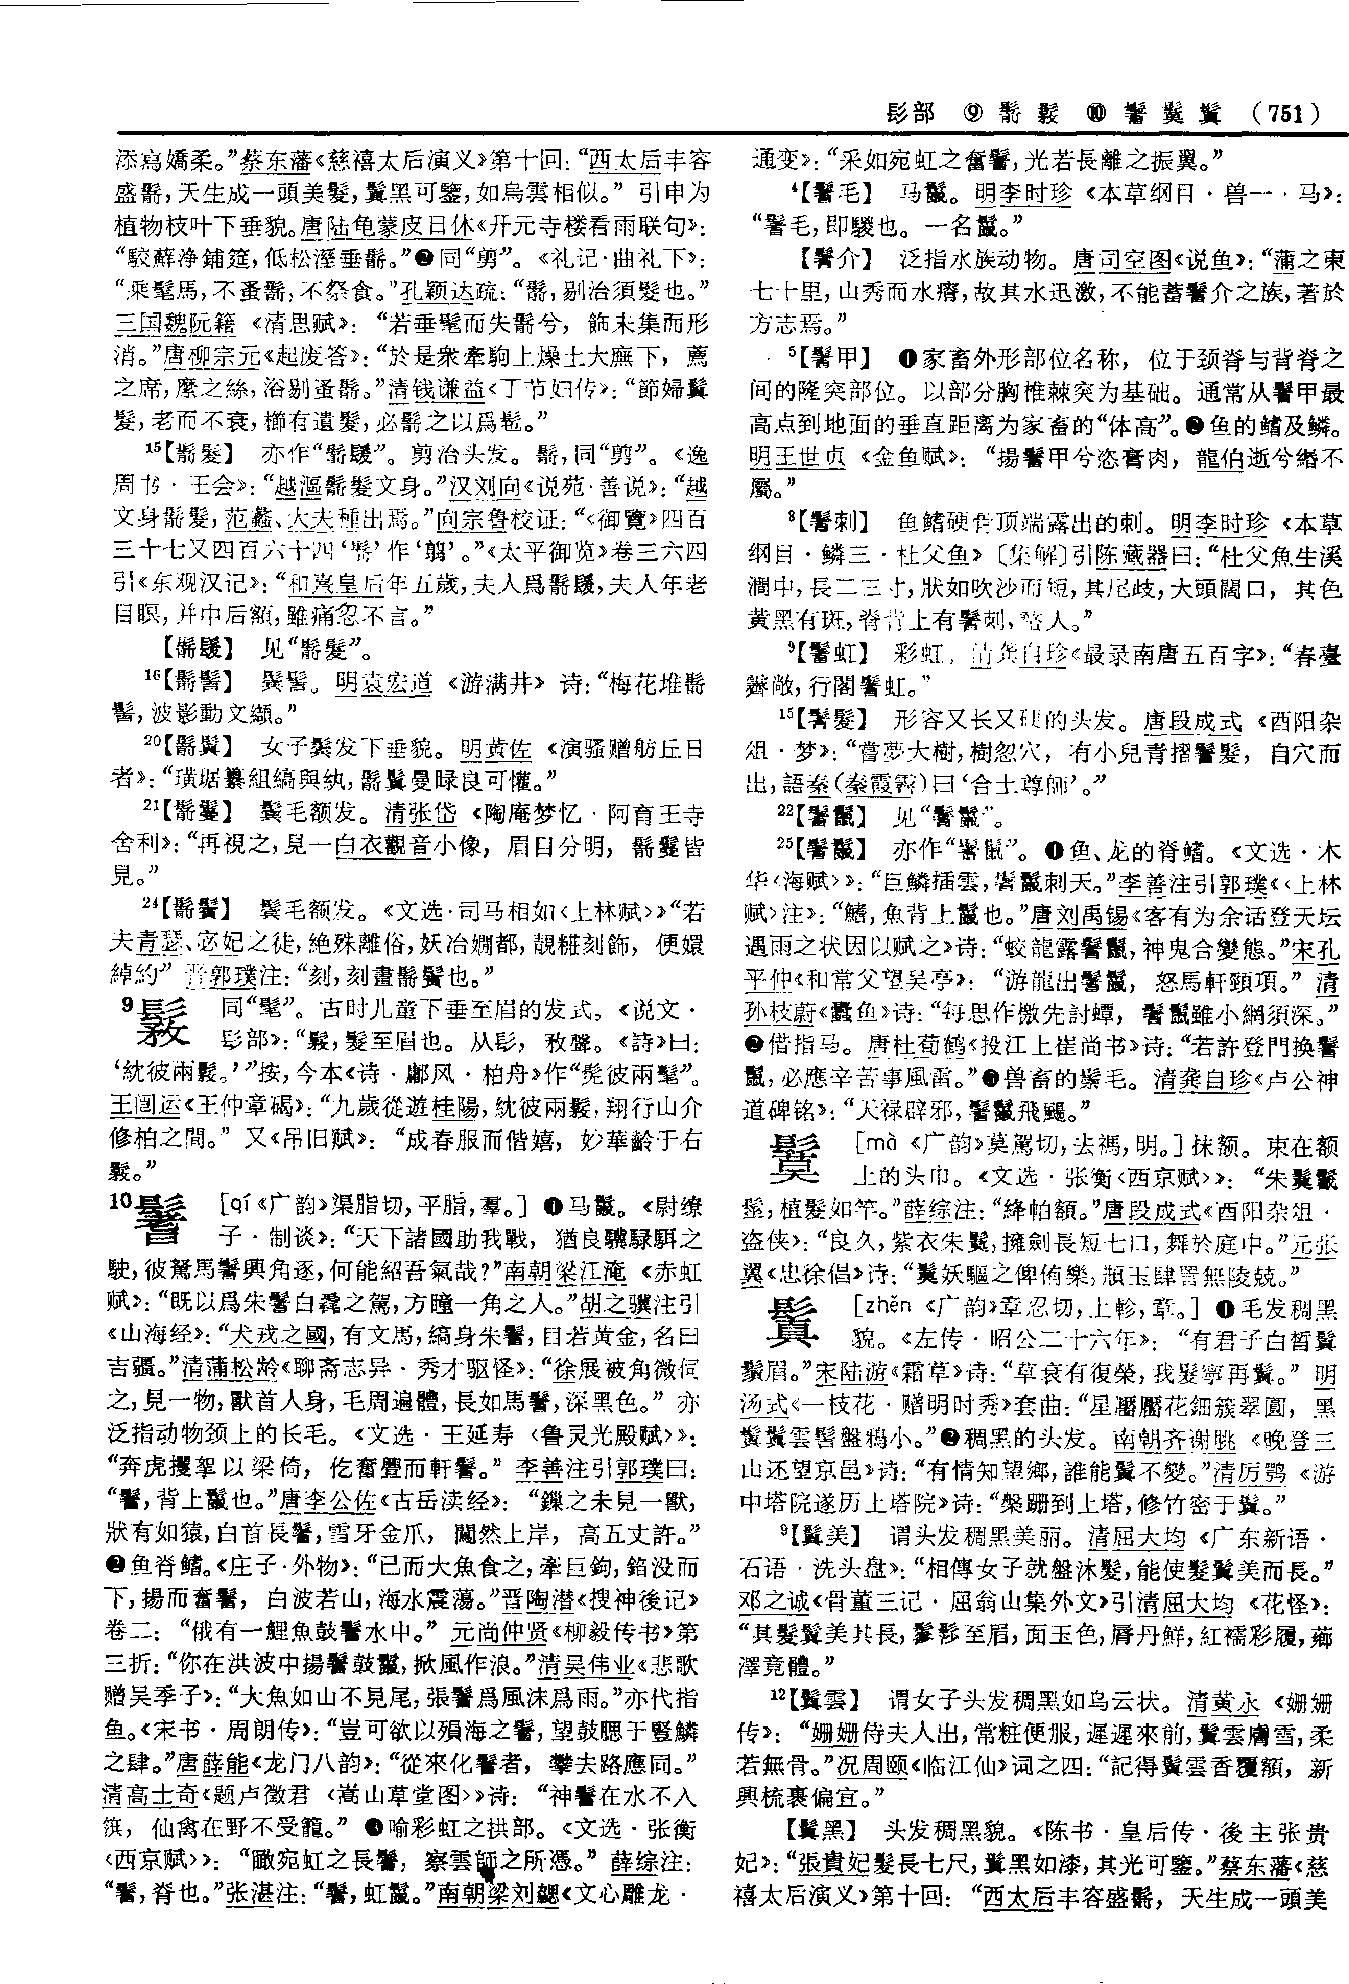 髟部 ⑨ 鬋 鬏 ⑩ 鬐 鬕 鬒 (751)
添寫嬌柔。”蔡东藩《慈禧太后演义》第十回：“西太后丰容
盛鬋，天生成一頭美髮，鬒黑可鑒，如烏雲相似。” 引申为
植物枝叶下垂貌。唐陆龟蒙皮日休《开元寺楼看雨联句》：
“駮蘚净鋪筵，低松溼垂鬋。”❷同“剪”。《礼记·曲礼下》：
“乘髦馬，不蚤鬋，不祭食。”孔颖达疏：“鬋，剔治須髮也。”
三国魏阮籍《清思赋》：“若垂髦而失鬋兮，飾未集而形
消。”唐柳宗元《起废答》：“於是衆牽駒上燥土大廡下，薦
之席，縻之絲，浴剔蚤鬋。”清钱谦益《丁节妇传》：“節婦鬒
髮，老而不衰，櫛有遺髮，必鬋之以爲髢。”
15【鬋髮】 亦作“鬋䰂”。剪治头发。鬋，同“剪”。《逸
周书·王会》：“越漚鬋髮文身。”汉刘向《说苑·善说》：“越
文身鬋髮，范蠡、大夫種出焉。”向宗鲁校证：“《御覽》四百
三十七又四百六十四‘鬋’作‘翦’。”《太平御览》卷三六四
引《东观汉记》：“和熹皇后年五歲，夫人爲鬋髮，夫人年老
目瞑，并中后額，雖痛忍不言。”
16【鬋髻】 鬓髻。明袁宏道《游满井》诗：“梅花堆鬋
髻，波影動文纈。”
20【鬋鬒】 女子鬓发下垂貌。明黄佐《演骚赠舫丘日
者》：“璜琚纂組縞與紈，鬋鬒曼睩良可懽。”
21【鬋鬘】 鬓毛额发。清张岱《陶庵梦忆·阿育王寺
舍利》：“再視之，見一白衣觀音小像，眉目分明，鬋鬘皆
見。”
24【鬋鬢】 鬓毛额发。《文选·司马相如〈上林赋〉》“若
夫青琴、宓妃之徒，絶殊離俗，妖冶嫺都，靚粧刻飾，便嬛
綽約” 晋郭璞注：“刻，刻畫鬋鬢也。”
9 髳 同“髦”。古时儿童下垂至眉的发式。《说文·
髟部》：“髳，髮至眉也。从髟，敄聲。《詩》曰：
‘紞彼兩髳。’”按，今本《诗·鄘风·柏舟》作“髧彼兩髦”。
王闿运《王仲章碣》：“九歲從遊桂陽，紞彼兩髳，翔行山介
修柏之間。” 又《吊旧赋》：“成春服而偕嬉，妙華齡于右
髳。”
10 鬐 [qí《广韵》渠脂切，平脂，羣。] ❶马鬣。《尉缭
子·制谈》：“天下諸國助我戰，猶良驥騄駬之
駛，彼駑馬鬐興角逐，何能紹吾氣哉？”南朝梁江淹《赤虹
赋》：“既以爲朱鬐白毳之駕，方瞳一角之人。”胡之骥注引
《山海经》：“犬戎之國，有文馬，縞身朱鬐，目若黄金，名曰
吉疆。”清蒲松龄《聊斋志异·秀才驱怪》：“徐展被角微伺
之，見一物，獸首人身，毛周遍體，長如馬鬐，深黑色。” 亦
泛指动物颈上的长毛。《文选·王延寿〈鲁灵光殿赋〉》：
“奔虎攫挐以梁倚，仡奮舋而軒鬐。”李善注引郭璞曰：
“鬐，背上鬣也。”唐李公佐《古岳渎经》：“鏁之未見一獸，
狀有如猿，白首長鬐，雪牙金爪，闖然上岸，高五丈許。”
❷鱼脊鳍。《庄子·外物》：“已而大魚食之，牽巨鉤，錎没而
下，揚而奮鬐，白波若山，海水震蕩。”晋陶潜《搜神後记》
卷二：“俄有一鯉魚鼓鬐水中。”元尚仲贤《柳毅传书》第
三折：“你在洪波中揚鬐鼓鬣，掀風作浪。”清吴伟业《悲歌
赠吴季子》：“大魚如山不見尾，張鬐爲風沫爲雨。”亦代指
鱼。《宋书·周朗传》：“豈可欲以殞海之鬐，望鼓腮于豎鱗
之肆。”唐薛能《龙门八韵》：“從來化鬐者，攀去路應同。”
清高士奇《题卢徵君〈嵩山草堂图〉》诗：“神鬐在水不入
篊，仙禽在野不受籠。” ❸喻彩虹之拱部。《文选·张衡
〈西京赋〉》：“瞰宛虹之長鬐，察雲師之所憑。”薛综注：
“鬐，脊也。”张湛注：“鬐，虹鬣。”南朝梁刘勰《文心雕龙·
通变》：“采如宛虹之奮鬐，光若長離之振翼。”
4【鬐毛】 马鬣。明李时珍《本草纲目·兽一·马》：
“鬐毛，即騣也。一名鬣。”
【鬐介】 泛指水族动物。唐司空图《说鱼》：“蒲之東
七十里，山秀而水瘠，故其水迅激，不能蓄鬐介之族，著於
方志焉。”
5【鬐甲】 ❶家畜外形部位名称，位于颈脊与背脊之
间的隆突部位。以部分胸椎棘突为基础。通常从鬐甲最
高点到地面的垂直距离为家畜的“体高”。❷鱼的鳍及鳞。
明王世贞《金鱼赋》：“揚鬐甲兮恣膏肉，龍伯逝兮緡不
屬。”
8【鬐刺】 鱼鳍硬骨顶端露出的刺。明李时珍《本草
纲目·鳞三·杜父鱼》〔集解〕引陈藏器曰：“杜父魚生溪
澗中，長二三寸，狀如吹沙而短，其尾歧，大頭闊口，其色
黄黑有斑，脊背上有鬐刺，螫人。”
9【鬐虹】 彩虹。清龚自珍《最录南唐五百字》：“春臺
翳敞，行閣鬐虹。”
15【鬐髮】 形容又长又硬的头发。唐段成式《酉阳杂
俎·梦》：“嘗夢大樹，樹忽穴，有小兒青摺鬐髮，自穴而
出，語秦(秦霞霽)曰‘合土尊師’。”
22【鬐鬛】 见“鬐鬣”。
25【鬐鬣】 亦作“鬐鬛”。❶鱼、龙的脊鳍。《文选·木
华〈海赋〉》：“巨鳞插雲，鬐鬣刺天。”李善注引郭璞《〈上林
赋〉注》：“鰭，魚背上鬣也。”唐刘禹锡《客有为余话登天坛
遇雨之状因以赋之》诗：“蛟龍露鬐鬣，神鬼合變態。”宋孔
平仲《和常父望吴亭》：“游龍出鬐鬣，怒馬軒頸項。” 清
孙枝蔚《蠹鱼》诗：“每思作檄先討蟫，鬐鬣雖小網須深。”
❷借指马。唐杜荀鹤《投江上崔尚书》诗：“若許登門换鬐
鬣，必應辛苦事風雷。”❸兽畜的鬃毛。清龚自珍《卢公神
道碑铭》：“天禄辟邪，鬐鬣飛颺。”
鬕 [mà《广韵》莫駕切，去禡，明。]抹额。束在额
上的头巾。《文选·张衡〈西京赋〉》：“朱鬕䰉
髽，植髮如竿。”薛综注：“絳帕額。”唐段成式《酉阳杂俎·
盗侠》：“良久，紫衣朱鬕，擁劍長短七口，舞於庭中。”元张
翼《忠徐倡》诗：“鬕妖驅之俾侑樂，瓶玉肆詈無陵兢。”
鬒 [zhěn《广韵》章忍切，上軫，章。] ❶毛发稠黑
貌。《左传·昭公二十六年》：“有君子白皙鬒
鬚眉。”宋陆游《霜草》诗：“草衰有復榮，我髮寧再鬒。” 明
汤式《一枝花·赠明时秀》套曲：“星靨靨花鈿簇翠圓，黑
鬒鬒雲髻盤鴉小。”❷稠黑的头发。南朝齐谢朓《晚登三
山还望京邑》诗：“有情知望鄉，誰能鬒不變。”清厉鹗《游
中塔院遂历上塔院》诗：“槃跚到上塔，修竹密于鬒。”
9【鬒美】 谓头发稠黑美丽。清屈大均《广东新语·
石语·洗头盘》：“相傳女子就盤沐髮，能使髮鬒美而長。”
邓之诚《骨董三记·屈翁山集外文》引清屈大均《花怪》：
“其髮鬒美共長，鬖髿至眉，面玉色，脣丹鮮，紅襦彩履，薌
澤竟體。”
12【鬒雲】 谓女子头发稠黑如乌云状。清黄永《姗姗
传》：“姗姗侍夫人出，常粧便服，遲遲來前，鬒雲膚雪，柔
若無骨。”况周颐《临江仙》词之四：“記得鬒雲香覆額，新
興梳裹偏宜。”
【鬒黑】 头发稠黑貌。《陈书·皇后传·後主张贵
妃》：“張貴妃髮長七尺，鬒黑如漆，其光可鑒。”蔡东藩《慈
禧太后演义》第十回：“西太后丰容盛鬋，天生成一頭美